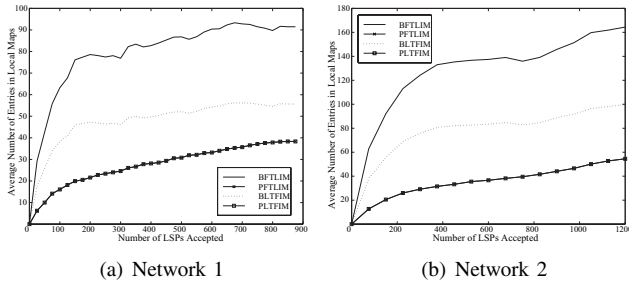 100
90
80
70
60
50
40
30
20
10
0
100
200
300
400
500
600
700
800
900
Average Number of Entries in Local Maps
Number of LSPs Accepted
BFTLIM
PFTLIM
BLTFIM
PLTFIM
(a) Network 1
180
160
140
120
100
80
60
40
20
0
200
400
600
800
1000
1200
Average Number of Entries in Local Maps
Number of LSPs Accepted
BFTLIM
PFTLIM
BLTFIM
PLTFIM
(b) Network 2